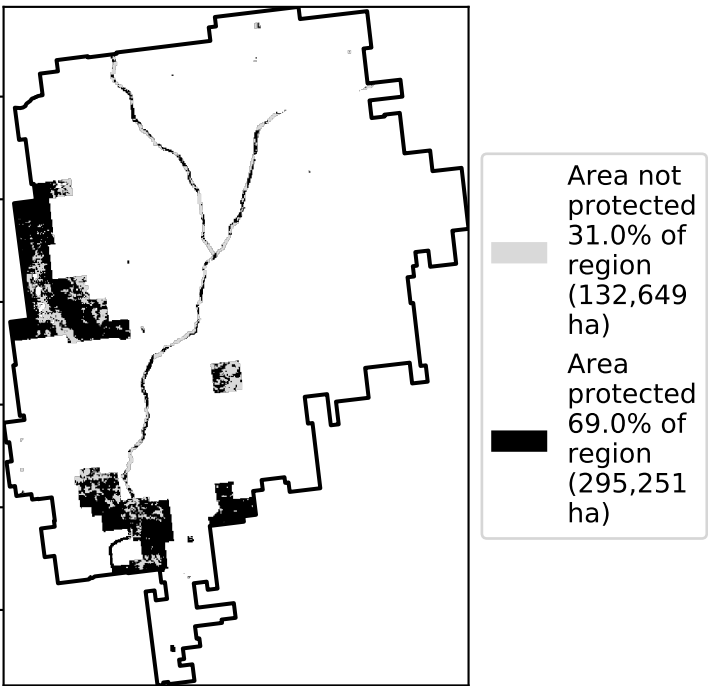 Area not
protected
31.0% of
region
(132,649
ha)
Area
protected
69.0% of
region
(295,251
ha)